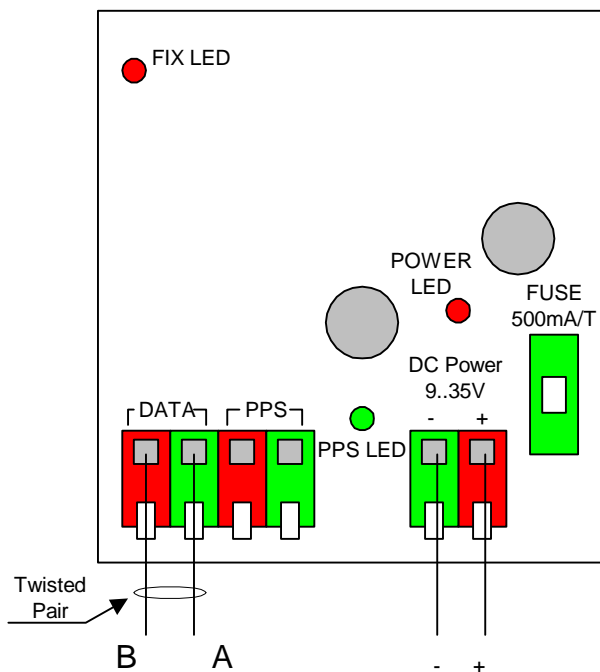 FIX LED
POWER
LED
FUSE
500mA/T
DC Power
9..35V
- +
DATA PPS
PPS LED
Twisted
Pair
B A
- +